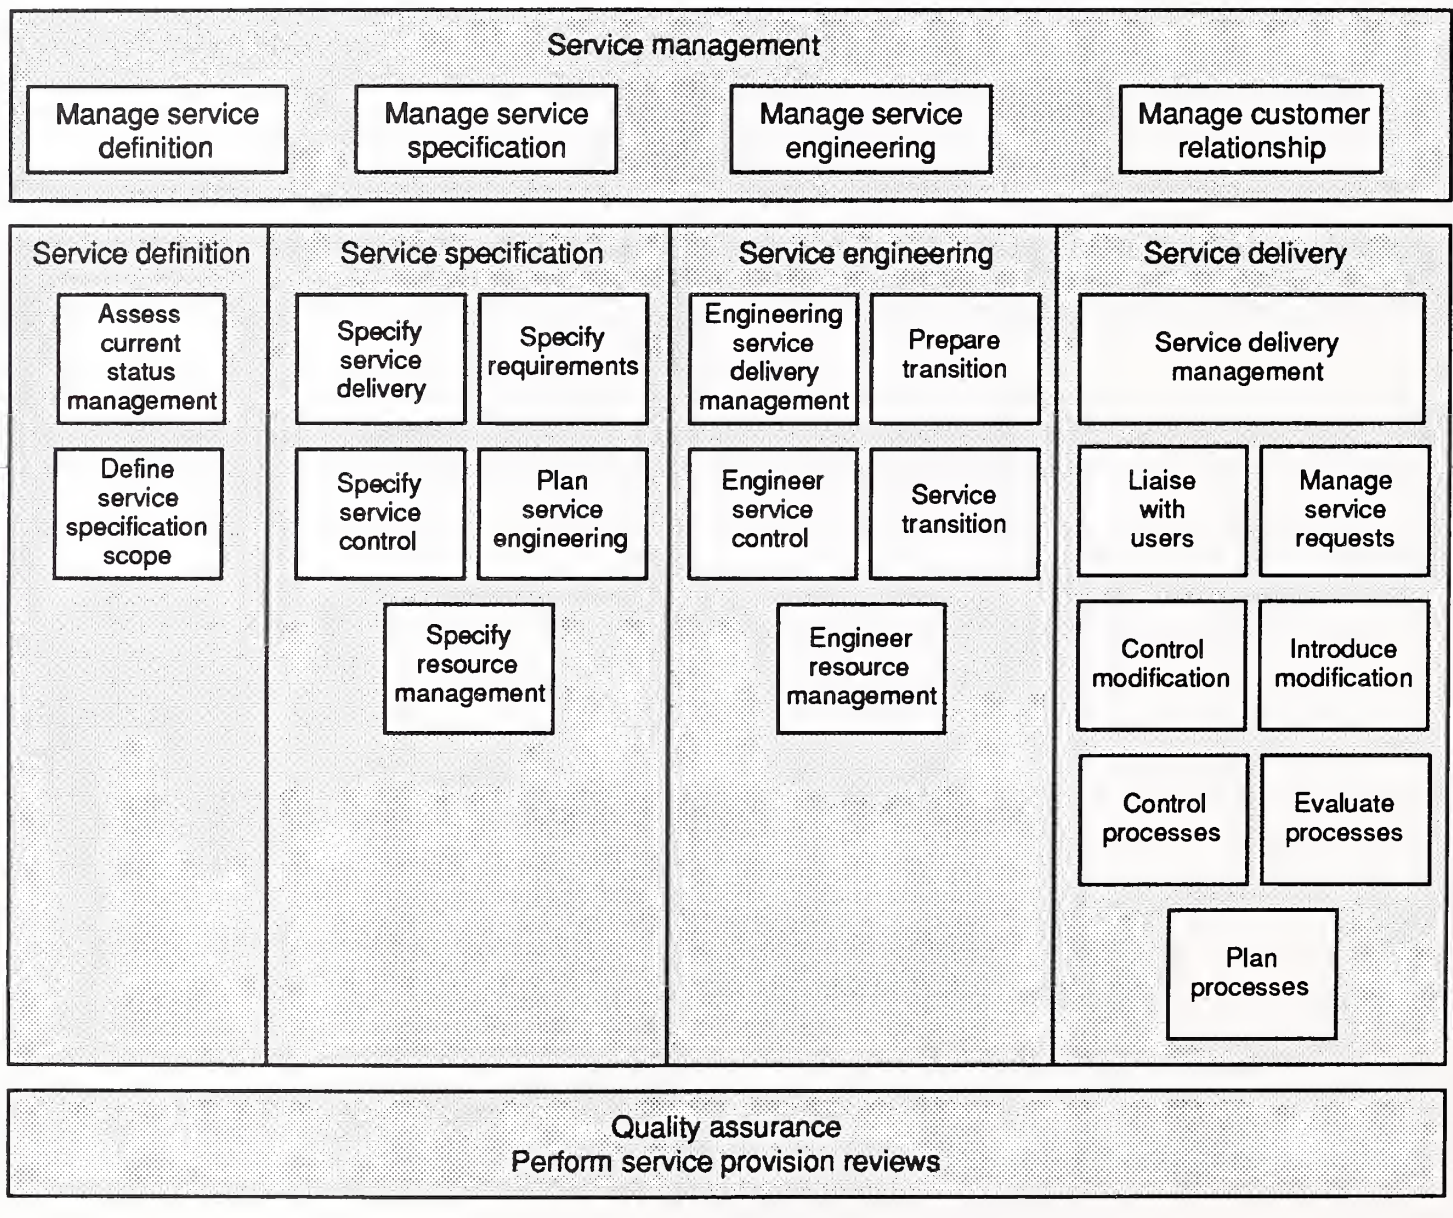 Service management
Manage service
definition
Manage service
specification
Manage service
engineering
Manage customer
relationship
Service definition
Assess
current
status
management
Define
service
specification
scope
Service specification
Specify
service
delivery
Specify
requirements
Specify
service
control
Plan
service
engineering
Specify
resource
management
Service engineering
Engineering
service
delivery
management
Prepare
transition
Engineer
service
control
Service
transition
Engineer
resource
management
Service delivery
Service delivery
management
Liaise
with
users
Manage
service
requests
Control
modification
Introduce
modification
Control
processes
Evaluate
processes
Plan
processes
Quality assurance
Perform service provision reviews